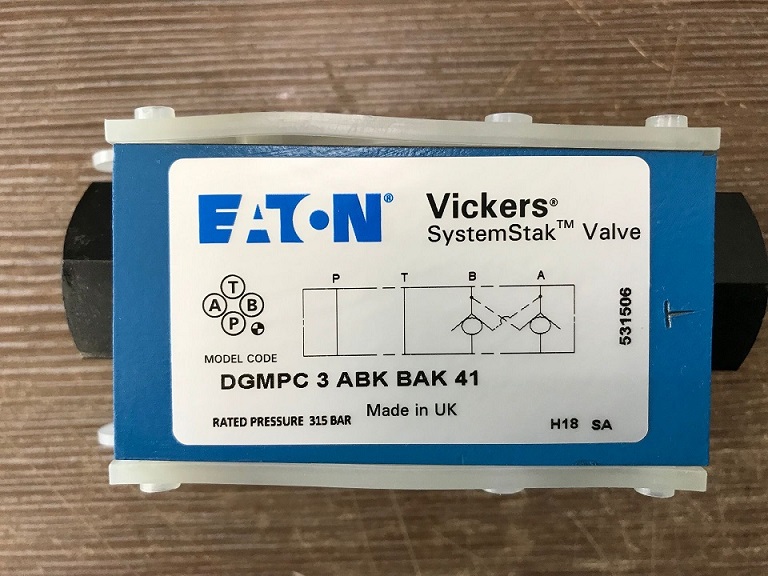 EATON®
Vickers®
SystemStak™ Valve
T
A B
P
P T B A
MODEL CODE
DGMPC 3 ABK BAK 41
RATED PRESSURE 315 BAR
Made in UK
H18 SA
531506
T